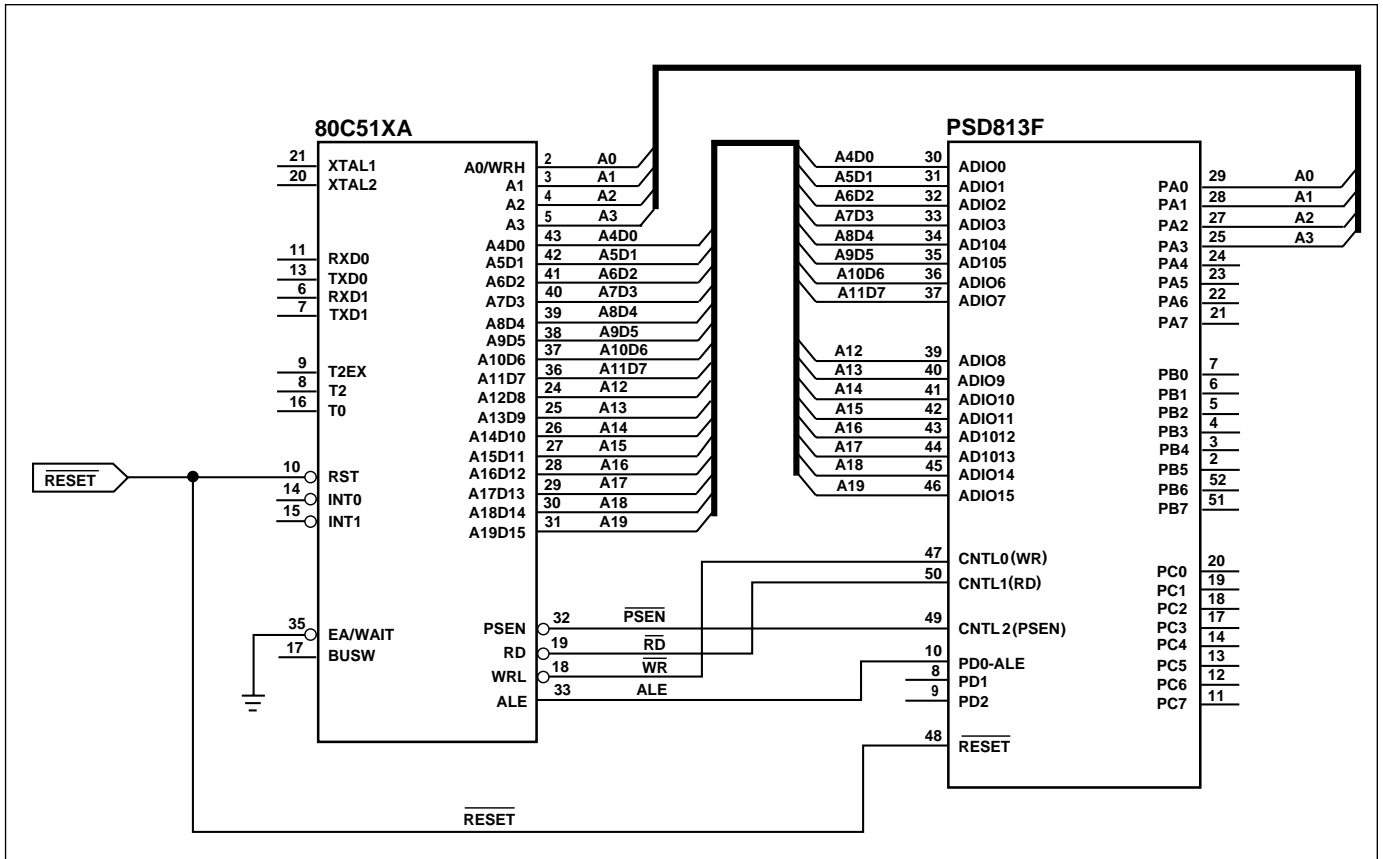 80C51XA
PSD813F
21 XTAL1
20 XTAL2
11 RXD0
13 TXD0
6 RXD1
7 TXD1
9 T2EX
8 T2
16 T0
RESET
10 RST
14 INT0
15 INT1
35 EA/WAIT
17 BUSW
A0/WRH 2 A0
A1 3 A1
A2 4 A2
A3 5 A3
A4D0 43 A4D0
A5D1 42 A5D1
A6D2 41 A6D2
A7D3 40 A7D3
A8D4 39 A8D4
A9D5 38 A9D5
A10D6 37 A10D6
A11D7 36 A11D7
A12D8 24 A12
A13D9 25 A13
A14D10 26 A14
A15D11 27 A15
A16D12 28 A16
A17D13 29 A17
A18D14 30 A18
A19D15 31 A19
PSEN 32 PSEN
RD 19 RD
WRL 18 WR
ALE 33 ALE
A4D0 30 ADIO0
A5D1 31 ADIO1
A6D2 32 ADIO2
A7D3 33 ADIO3
A8D4 34 AD104
A9D5 35 AD105
A10D6 36 ADIO6
A11D7 37 ADIO7
A12 39 ADIO8
A13 40 ADIO9
A14 41 ADIO10
A15 42 ADIO11
A16 43 AD1012
A17 44 AD1013
A18 45 ADIO14
A19 46 ADIO15
47 CNTL0(WR)
50 CNTL1(RD)
49 CNTL2(PSEN)
10 PD0-ALE
8 PD1
9 PD2
48 RESET
PA0 29 A0
PA1 28 A1
PA2 27 A2
PA3 25 A3
PA4 24
PA5 23
PA6 22
PA7 21
PB0 7
PB1 6
PB2 5
PB3 4
PB4 3
PB5 2
PB6 52
PB7 51
PC0 20
PC1 19
PC2 18
PC3 17
PC4 14
PC5 13
PC6 12
PC7 11
RESET